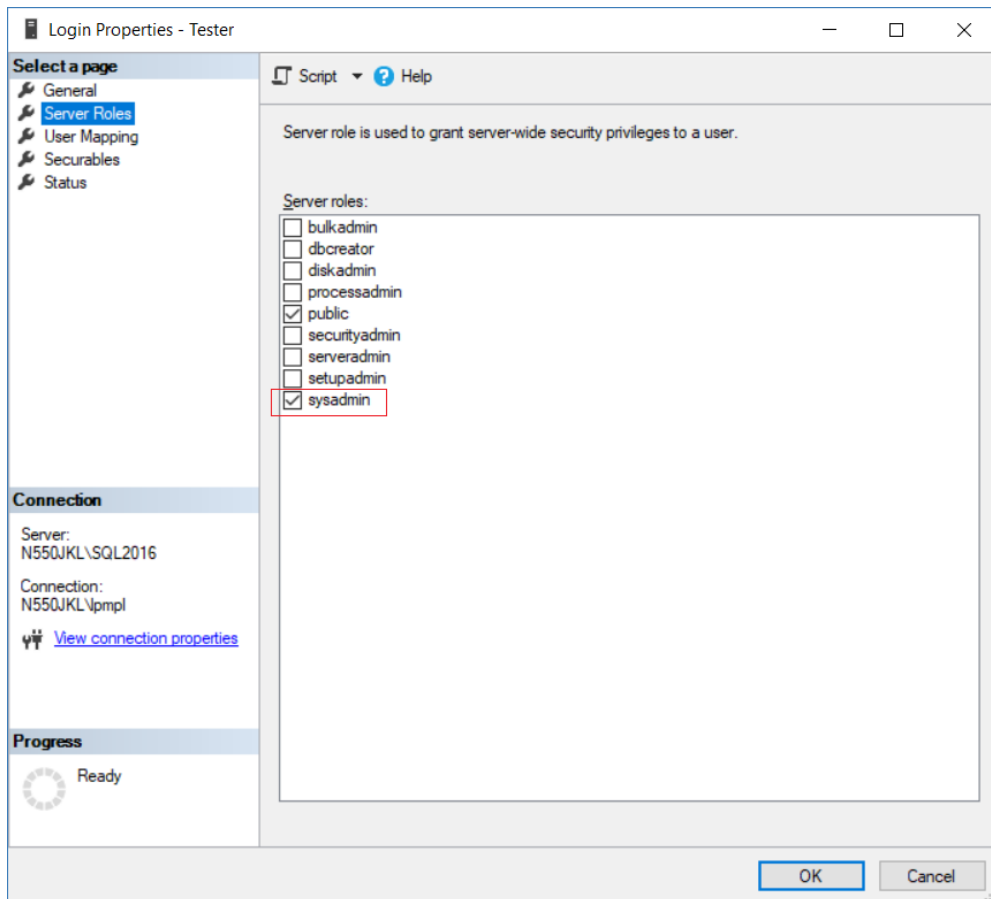 Login Properties - Tester
Select a page
General
Server Roles
User Mapping
Securables
Status
Script Help
Server role is used to grant server-wide security privileges to a user.
Server roles:
bulkadmin
dbcreator
diskadmin
processadmin
public
securityadmin
serveradmin
setupadmin
sysadmin
Connection
Server:
N550JKL\SQL2016
Connection:
N550JKL\lpmpl
View connection properties
Progress
Ready
OK Cancel